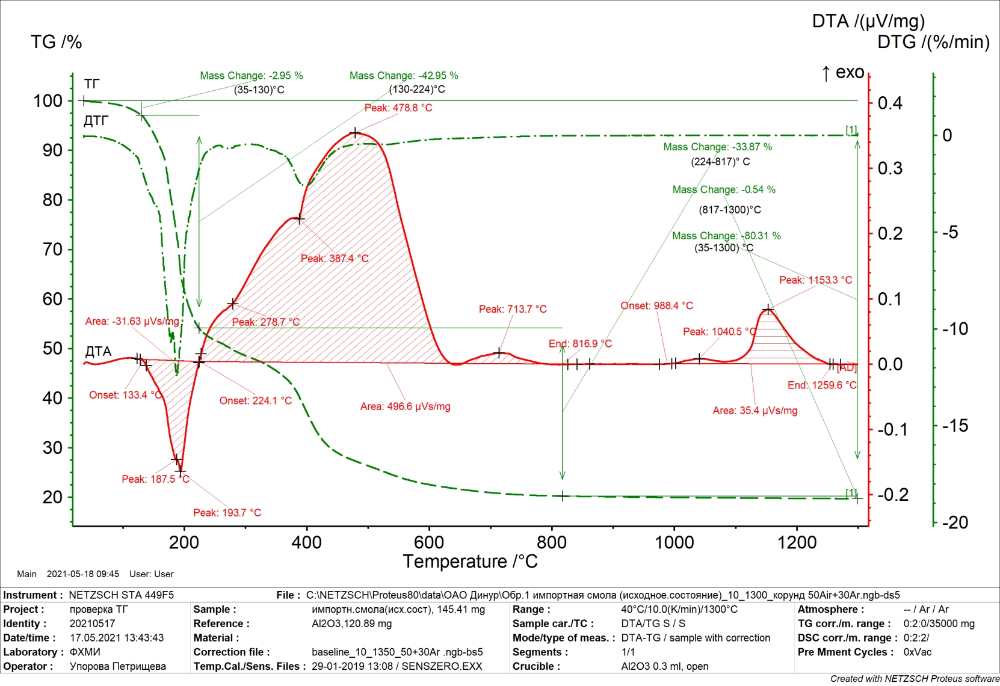 DTA /(μV/mg)
TG /%
DTG /(%/min)
↑ exo
ТГ
Mass Change: -2.95 %
(35-130)°C
Mass Change: -42.95 %
(130-224)°C
100
0.4
Peak: 478.8 °C
ДТГ
[1]
0
90
Mass Change: -33.87 %
(224-817)° C
0.3
Mass Change: -0.54 %
80
(817-1300)°C
0.2
-5
Mass Change: -80.31 %
(35-1300) °C
70
Peak: 387.4 °C
Peak: 1153.3 °C
60
0.1
Onset: 988.4 °C
Peak: 713.7 °C
Area: -31.63 μVs/mg
Peak: 278.7 °C
-10
Peak: 1040.5 °C
50
End: 816.9 °C
ДТА
0.0
[AD]
End: 1259.6 °C
Onset: 133.4 °C
40
Onset: 224.1 °C
Area: 496.6 μVs/mg
Area: 35.4 μVs/mg
-0.1
-15
30
Peak: 187.5 °C
20
[1]
-0.2
Peak: 193.7 °C
-20
200 400 600 800 1000 1200
Temperature /°C
Main 2021-05-18 09:45 User: User
Instrument : NETZSCH STA 449F5 File : C:\NETZSCH\Proteus80\data\ОАО Динур\Обр.1 импортная смола (исходное.состояние)_10_1300_корунд 50Air+30Ar.ngb-ds5
Project : проверка ТГ Sample : импортн.смола(исх.сост), 145.41 mg Range : 40°C/10.0(K/min)/1300°C Atmosphere : -- / Ar / Ar
Identity : 20210517 Reference : Al2O3,120.89 mg Sample car./TC : DTA/TG S / S TG corr./m. range : 0:2:0/35000 mg
Date/time : 17.05.2021 13:43:43 Material : Mode/type of meas. : DTA-TG / sample with correction DSC corr./m. range : 0:2:2/
Laboratory : ФХМИ Correction file : baseline_10_1350_50+30Ar .ngb-bs5 Segments : 1/1 Pre Mment Cycles : 0xVac
Operator : Упорова Петрищева Temp.Cal./Sens. Files : 29-01-2019 13:08 / SENSZERO.EXX Crucible : Al2O3 0.3 ml, open
Created with NETZSCH Proteus software